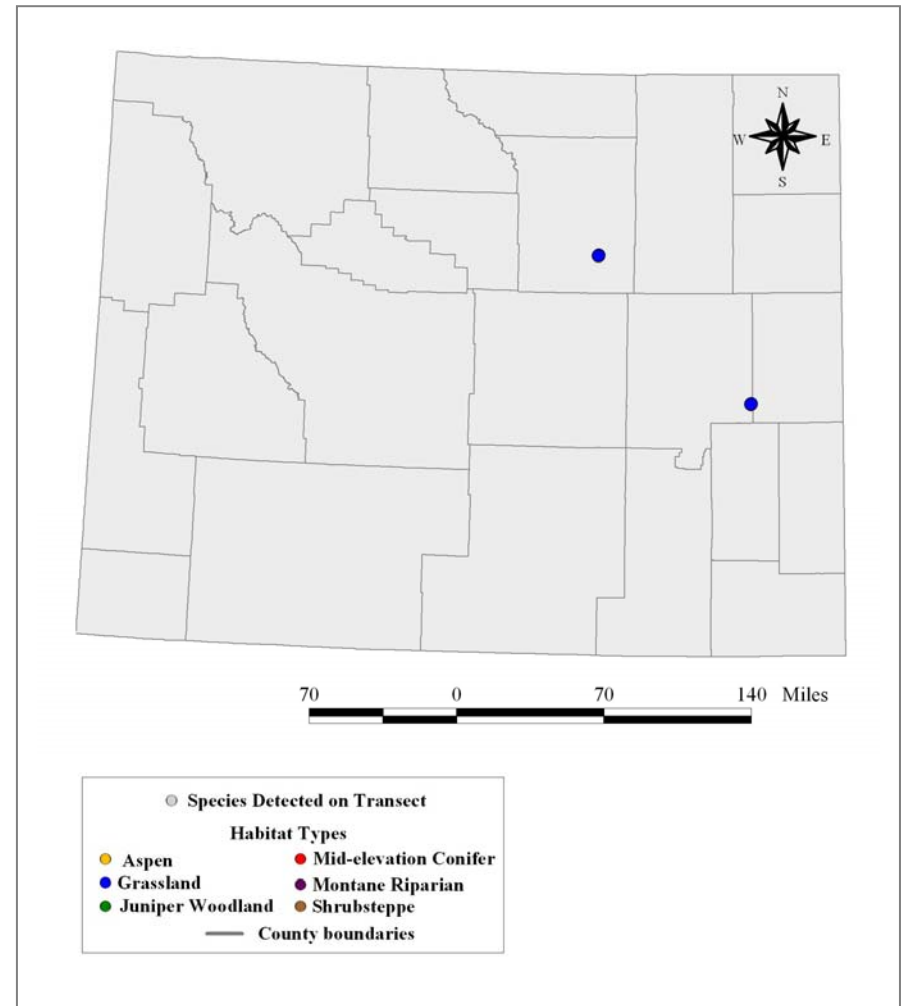 N
W E
S
70 0 70 140 Miles
Species Detected on Transect
Habitat Types
Aspen Mid-elevation Conifer
Grassland Montane Riparian
Juniper Woodland Shrubsteppe
County boundaries